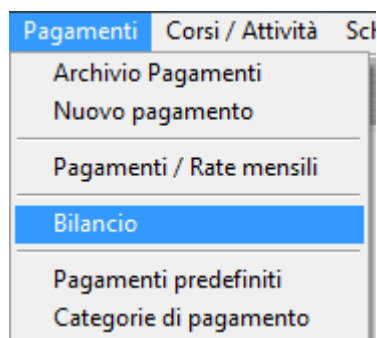 Pagamenti Corsi / Attività
Archivio Pagamenti
Nuovo pagamento
Pagamenti / Rate mensili
Bilancio
Pagamenti predefiniti
Categorie di pagamento